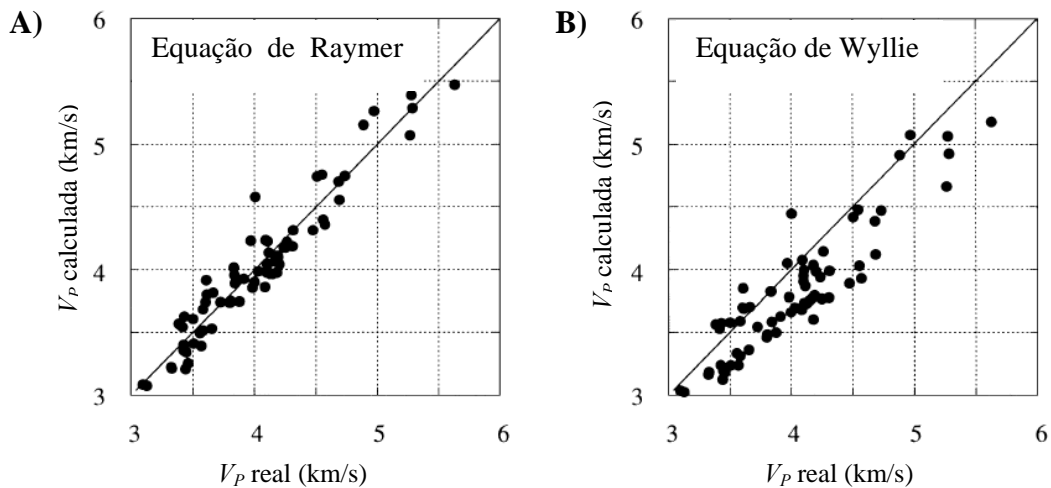 A)
Equação de Raymer
6
5
4
3
V_P calculada (km/s)
3 4 5 6
V_P real (km/s)
B)
Equação de Wyllie
6
5
4
3
V_P calculada (km/s)
3 4 5 6
V_P real (km/s)